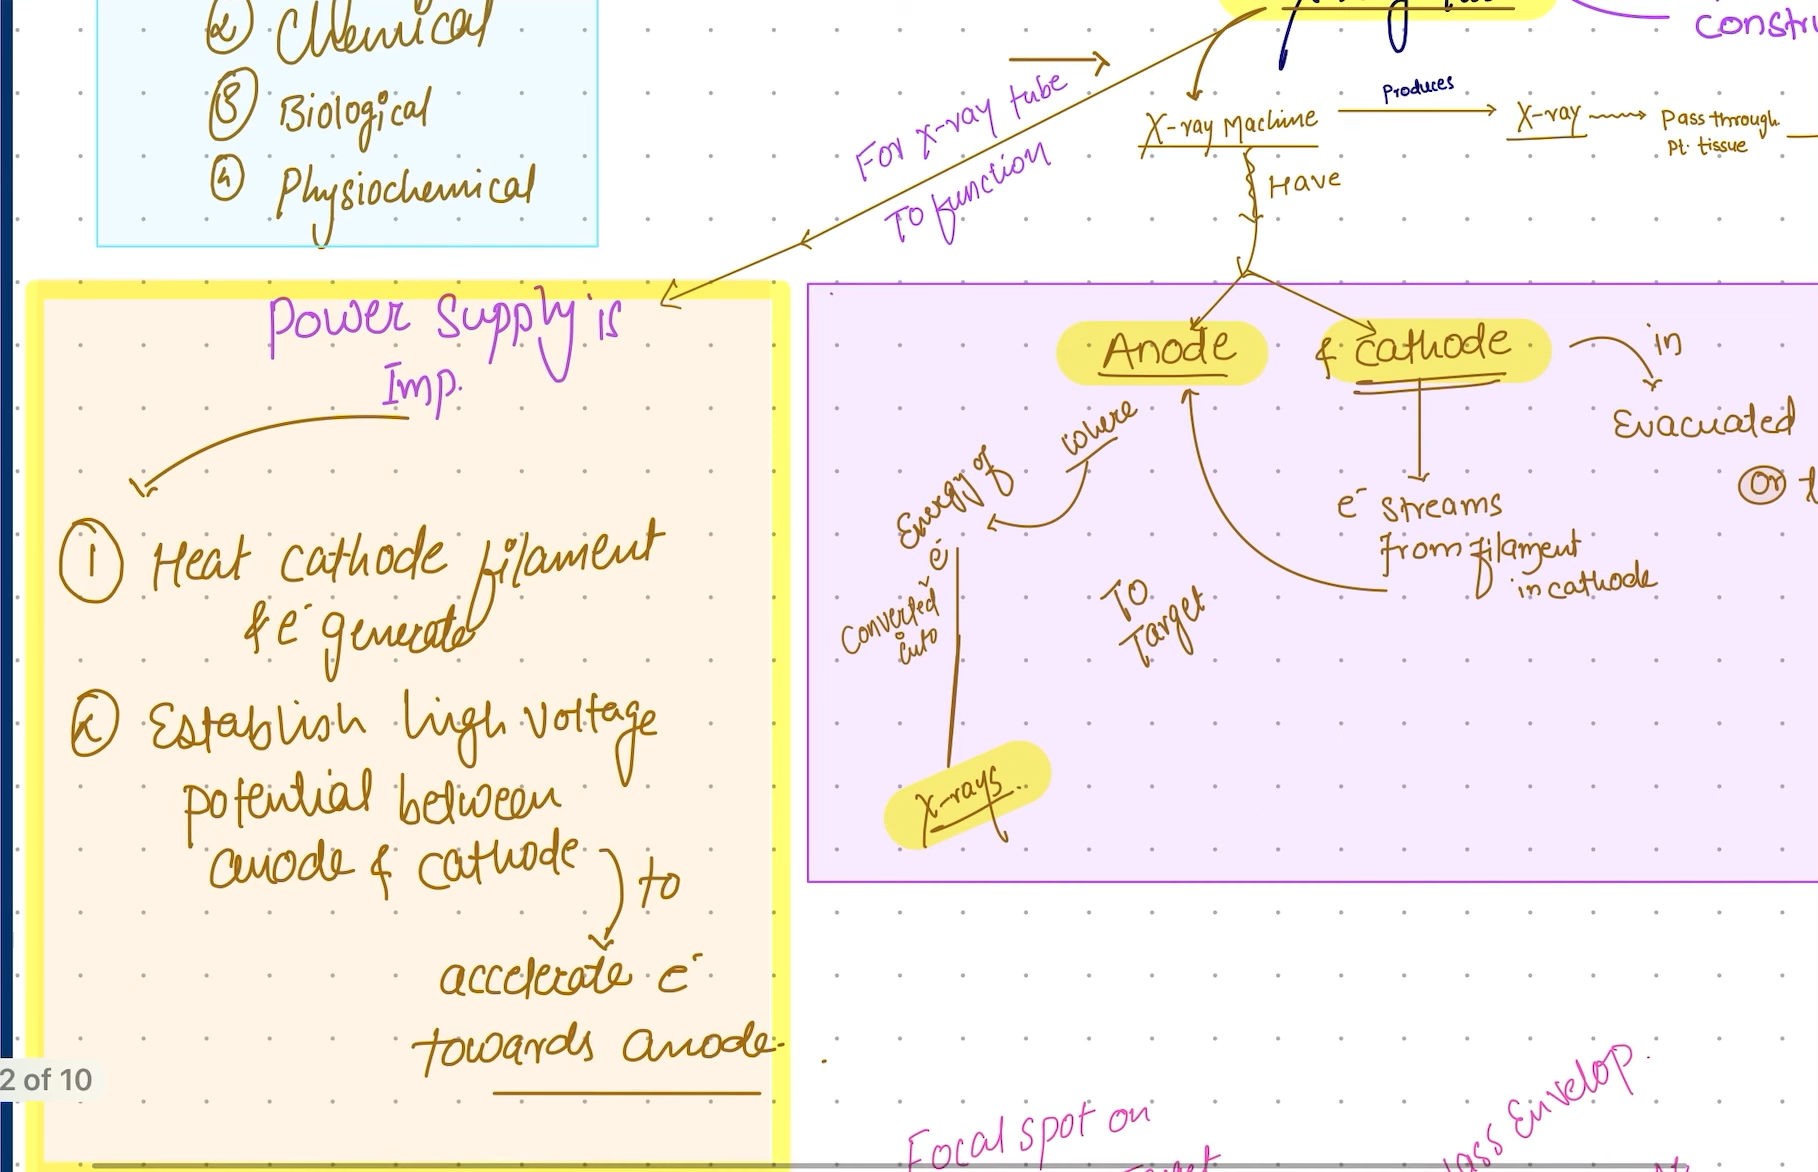 ② Chemical
③ Biological
④ Physiochemical
constru
For X-ray tube
To function
X-ray Machine
Produces
X-ray
Pass through
Pt. tissue
Have
Power Supply is
Imp.
① Heat cathode filament
& e⁻ generate
② Establish high voltage
potential between
anode & cathode
to
accelerate e⁻
towards anode.
Anode
& cathode
in
Evacuated
Or
where
Energy of
e⁻
Converted
into
X-rays.
To
Target
e⁻ streams
from filament
in cathode
2 of 10
Focal spot on
Envelop.